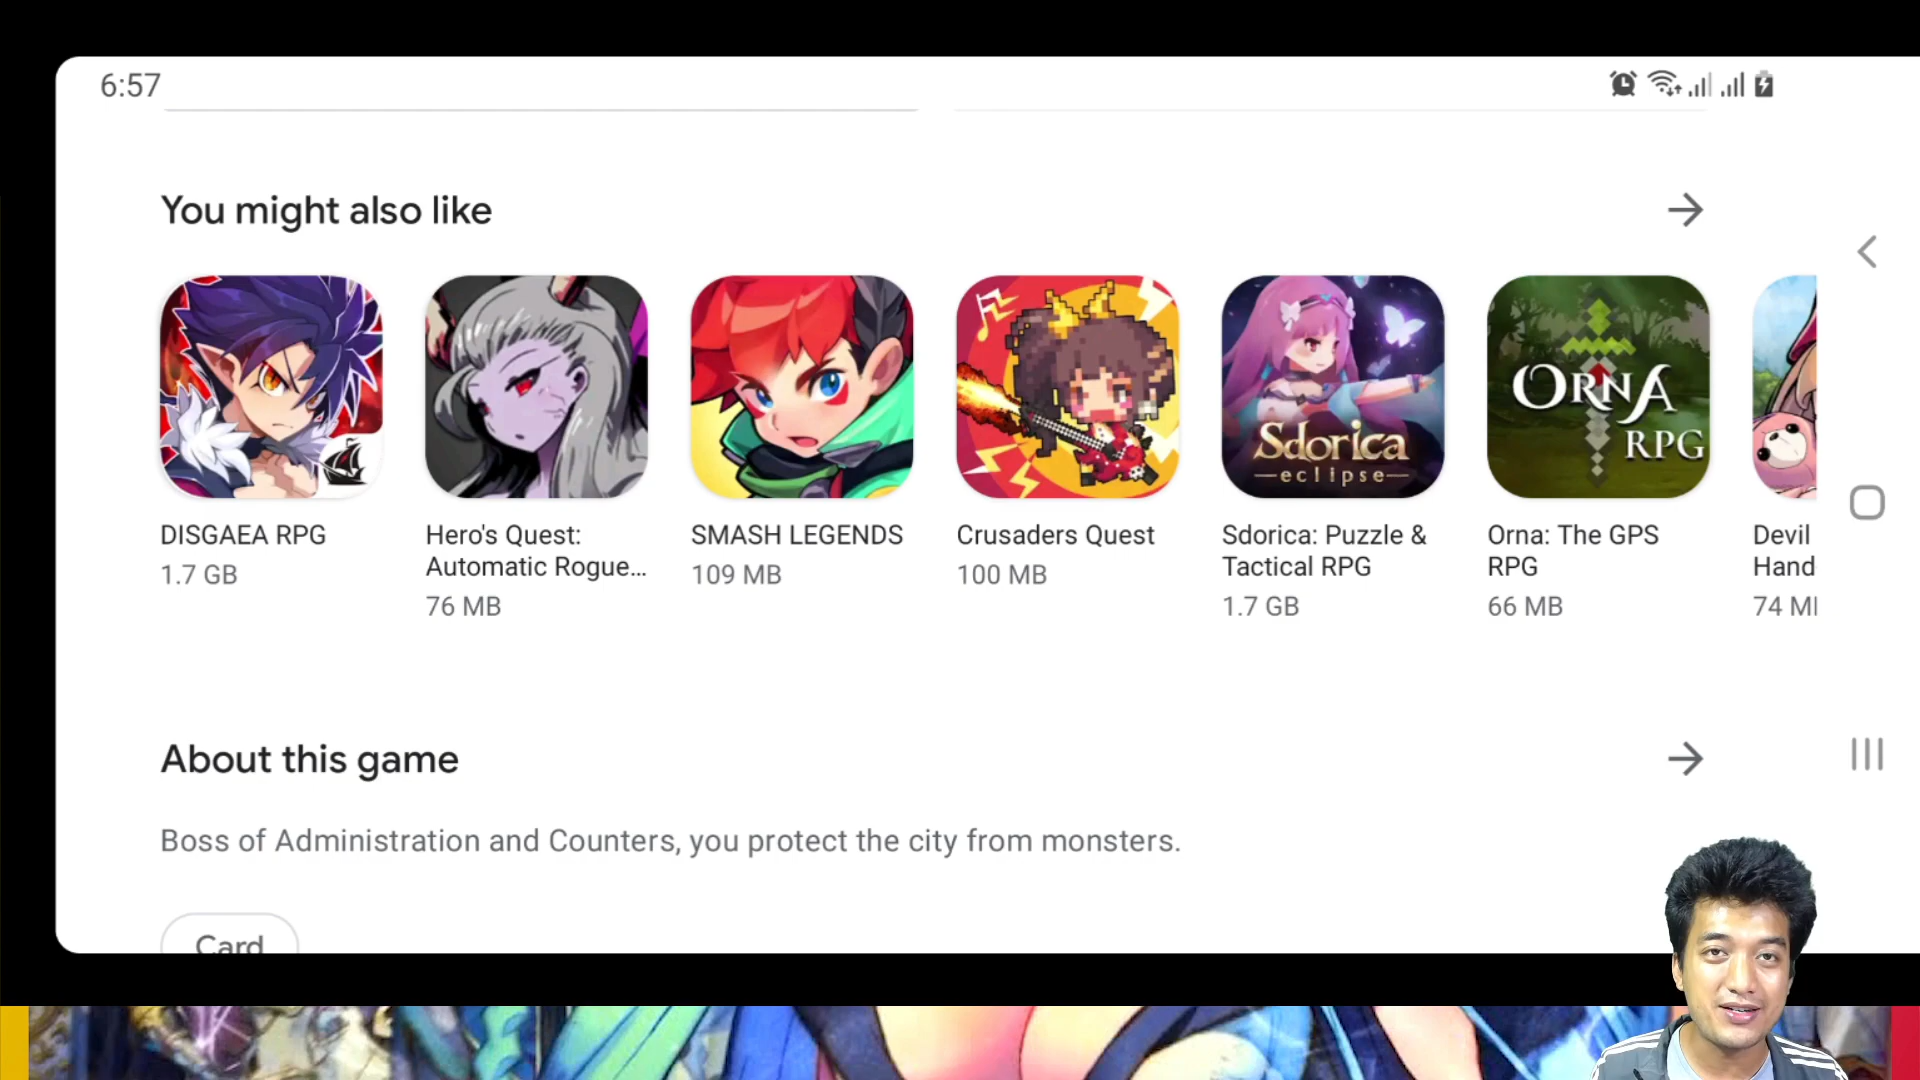 6:57
You might also like
Sdorica
eclipse
ORNA
RPG
DISGAEA RPG
1.7 GB
Hero's Quest:
Automatic Rogue...
76 MB
SMASH LEGENDS
109 MB
Crusaders Quest
100 MB
Sdorica: Puzzle &
Tactical RPG
1.7 GB
Orna: The GPS
RPG
66 MB
Devil
Hand
74 M
About this game
Boss of Administration and Counters, you protect the city from monsters.
Card